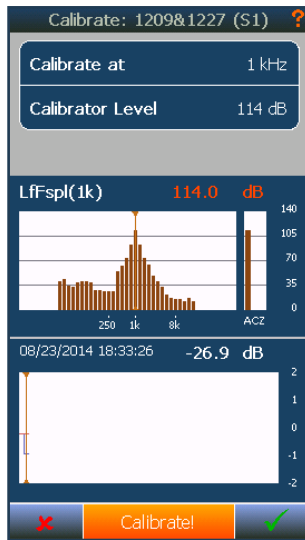 Calibrate: 1209&1227 (S1) ?
Calibrate at 1 kHz
Calibrator Level 114 dB
LfFspl(1k) 114.0 dB
140
105
70
35
0
250 1k 8k ACZ
08/23/2014 18:33:26 -26.9 dB
2
1
0
-1
-2
Calibrate!